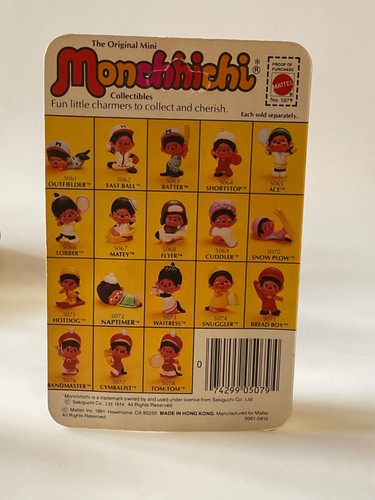 The Original Mini
Monchhichi*®
Collectibles
Fun little charmers to collect and cherish.
Each sold separately.
PROOF OF
PURCHASE
MATTEL
No. 5079
5061
OUTFIELDER™
5062
FAST BALL™
5063
BATTER™
5064
SHORTSTOP™
5065
ACE™
5066
LOBBER™
5067
MATEY™
5068
FLYER™
5069
CUDDLER™
5070
SNOW PLOW™
5071
HOTDOG™
5072
NAPTIMER™
5073
WAITRESS™
5074
SNUGGLER™
5075
BREAD BOY™
5076
BANDMASTER™
5077
CYMBALIST™
5078
TOM-TOM™
0
74299 05079
*Monchhichi is a trademark owned by and used under license from Sekiguchi Co., Ltd.
© Sekiguchi Co., Ltd. 1974. All Rights Reserved.
© Mattel, Inc. 1981. Hawthorne, CA 90250. MADE IN HONG KONG. Manufactured for Mattel.
All Rights Reserved.
5061-0910